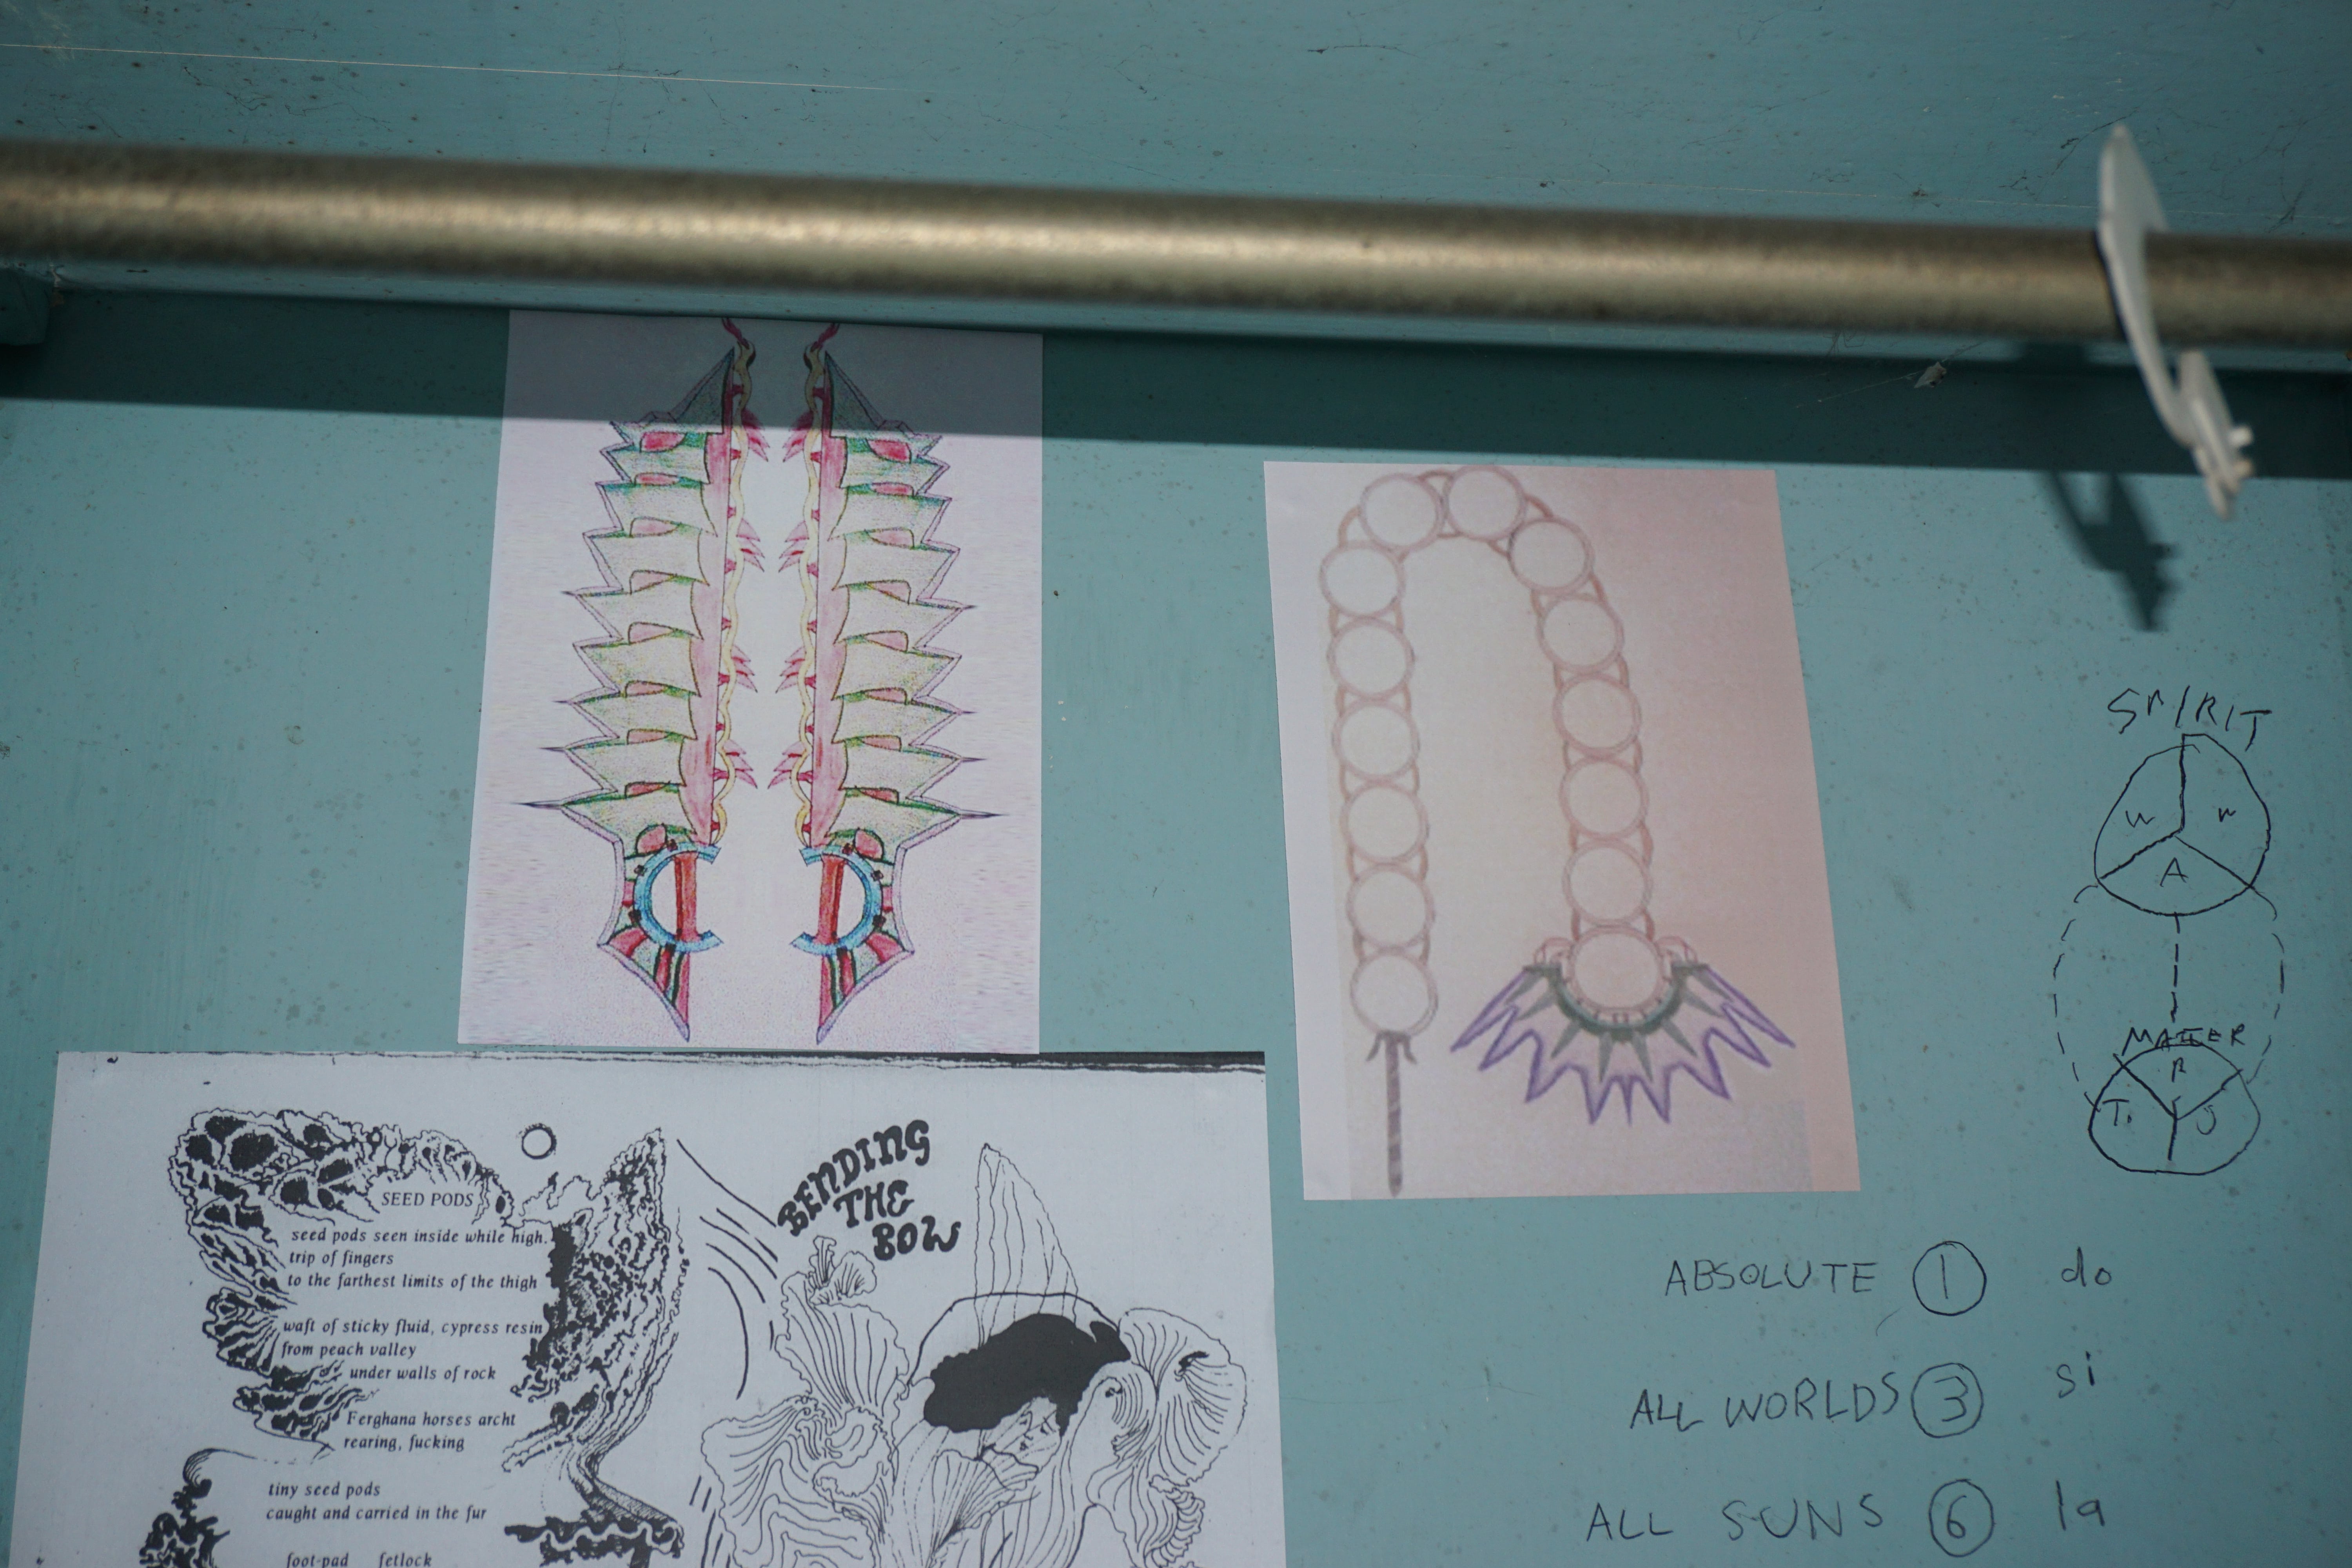 SEED PODS
seed pods seen inside while high.
trip of fingers
to the farthest limits of the thigh
waft of sticky fluid, cypress resin
from peach valley
under walls of rock
Ferghana horses archt
rearing, fucking
tiny seed pods
caught and carried in the fur
foot-pad fetlock
BENDING
THE
BOW
SPIRIT
W W
A
MATTER
R
T. J
ABSOLUTE 1 do
ALL WORLDS 3 si
ALL SUNS 6 la